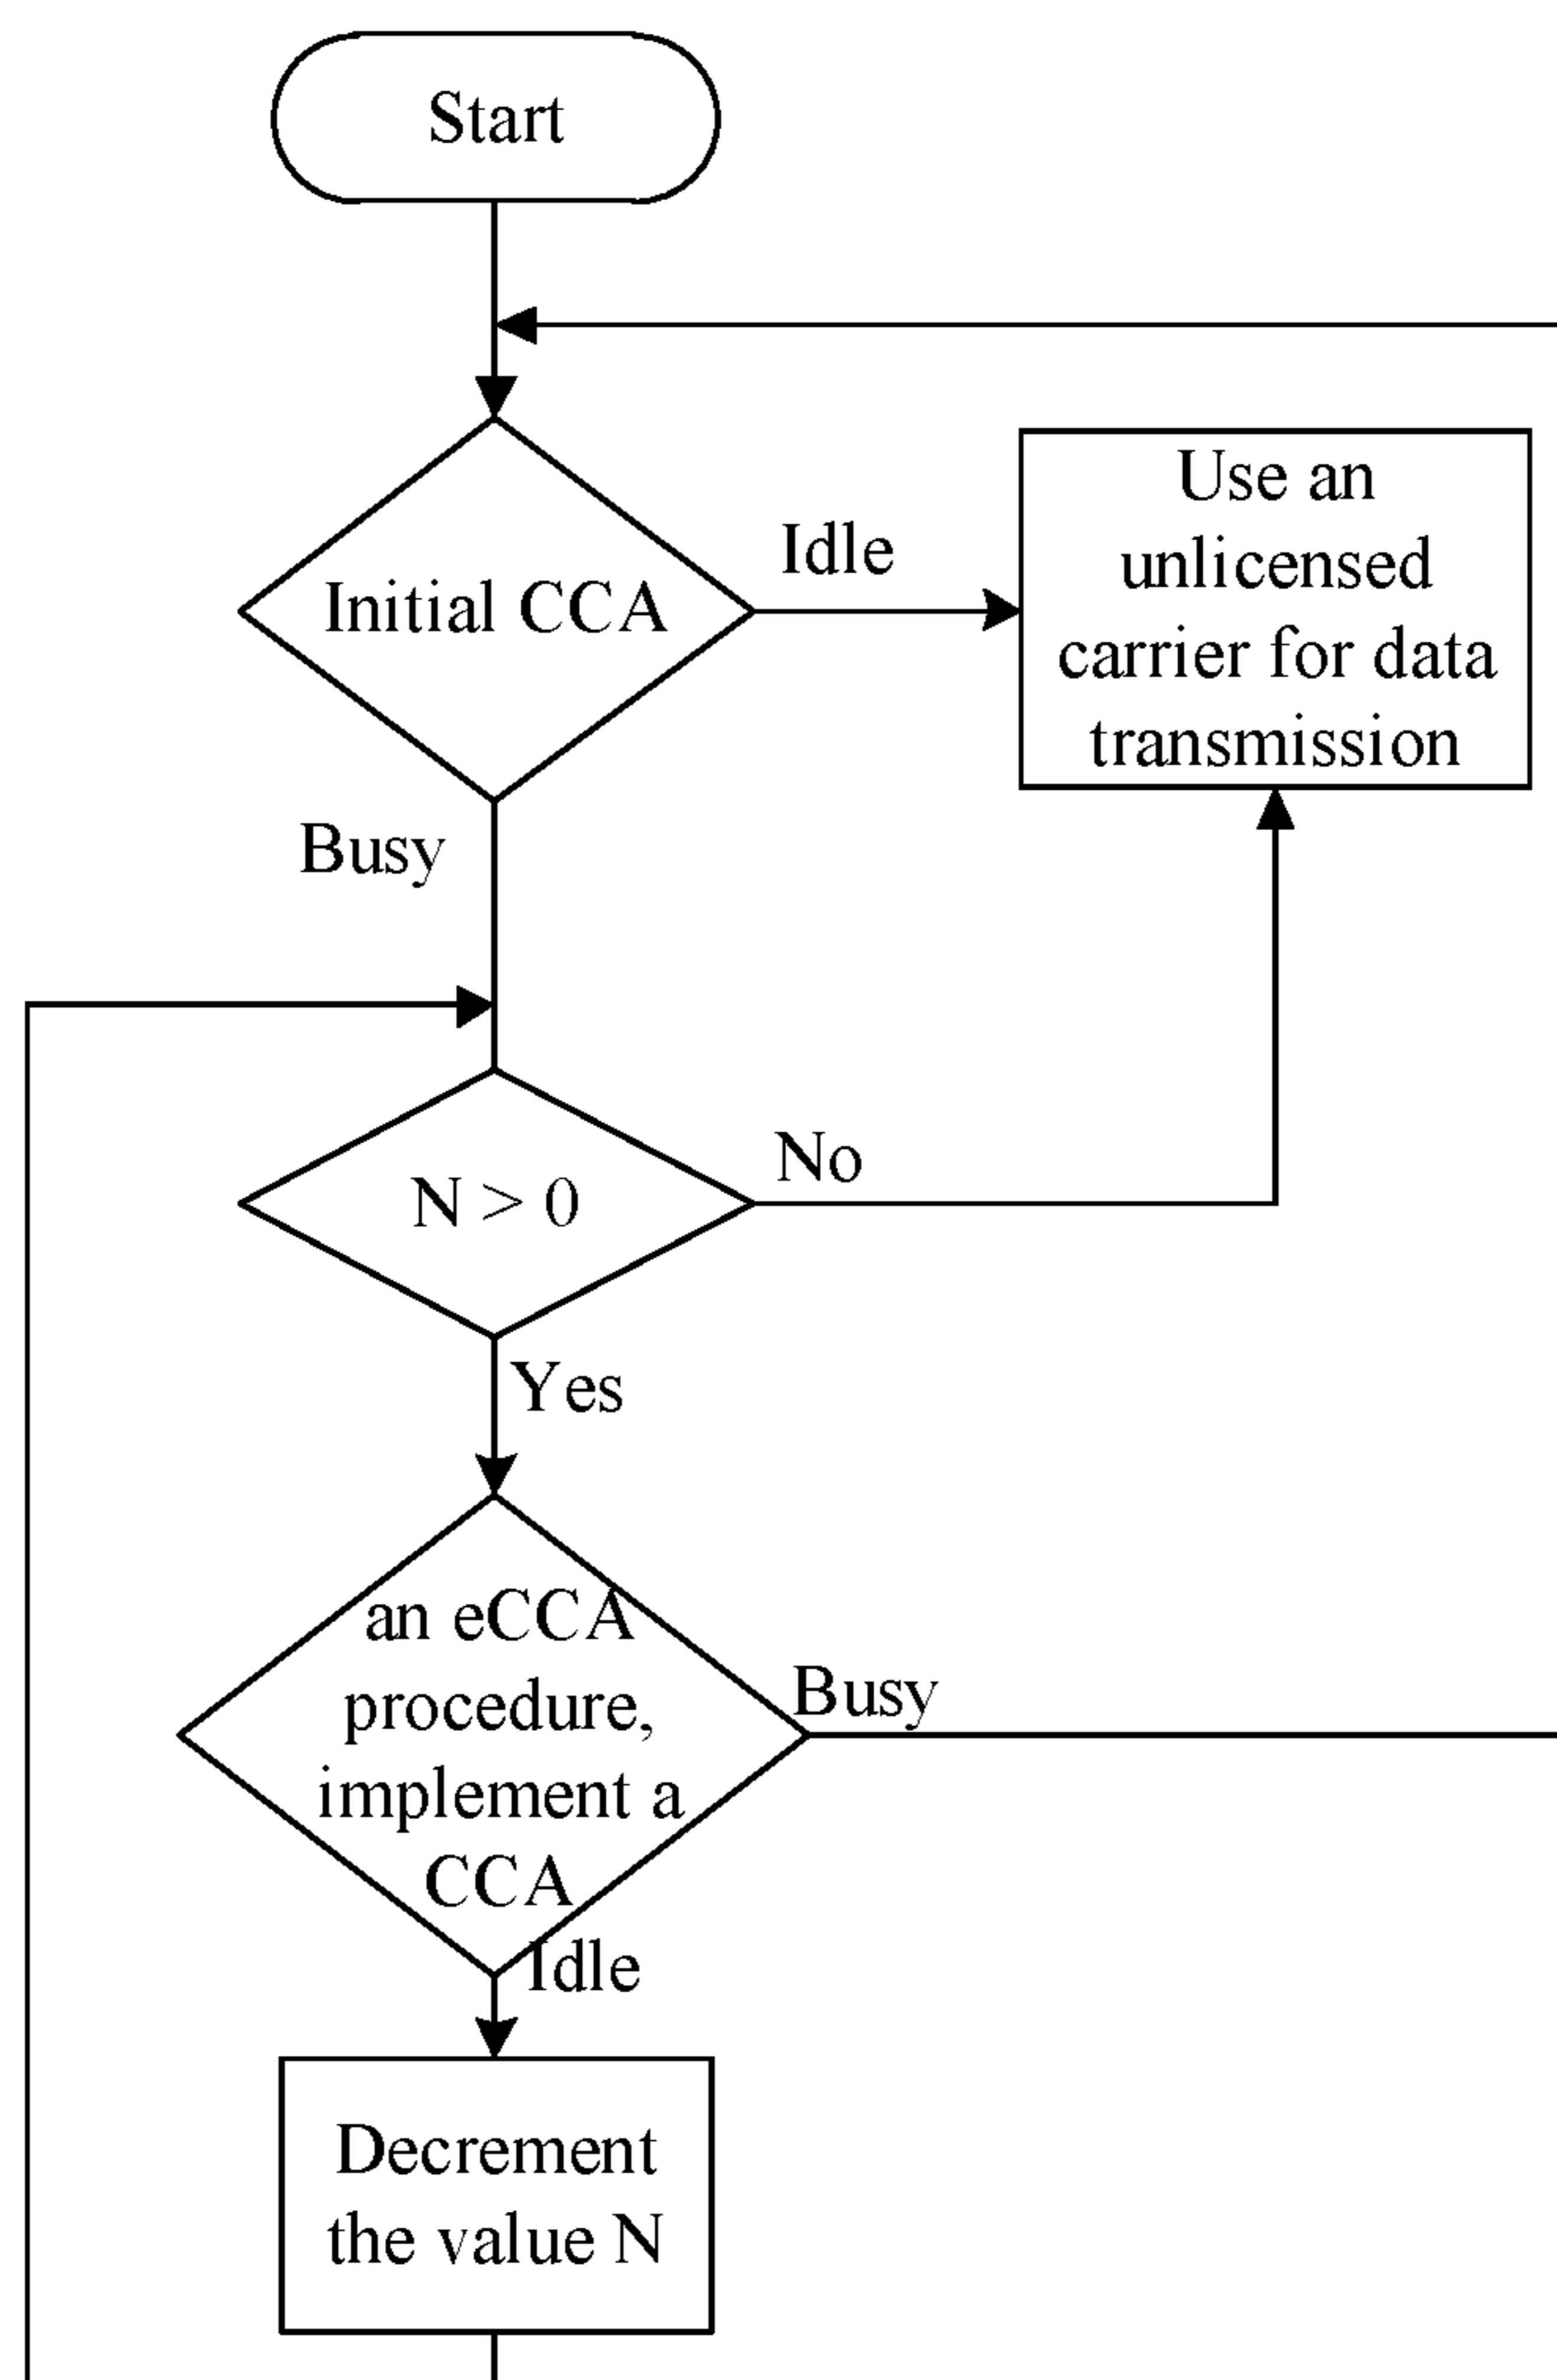 Start
Initial CCA
Idle
Use an
unlicensed
carrier for data
transmission
Busy
N > 0
No
Yes
an eCCA
procedure,
implement a
CCA
Busy
Idle
Decrement
the value N